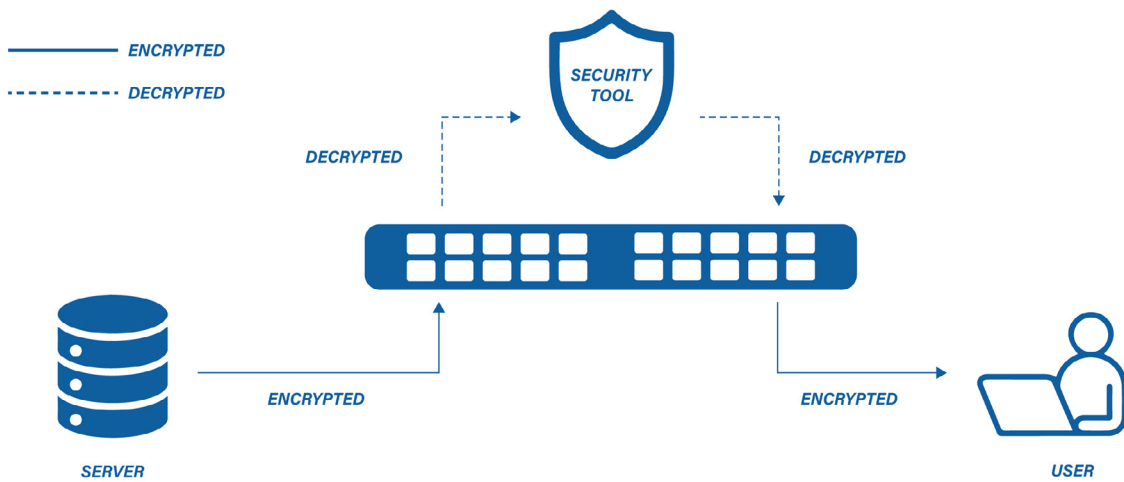 ENCRYPTED
DECRYPTED
SECURITY
TOOL
DECRYPTED
DECRYPTED
ENCRYPTED
ENCRYPTED
SERVER
USER